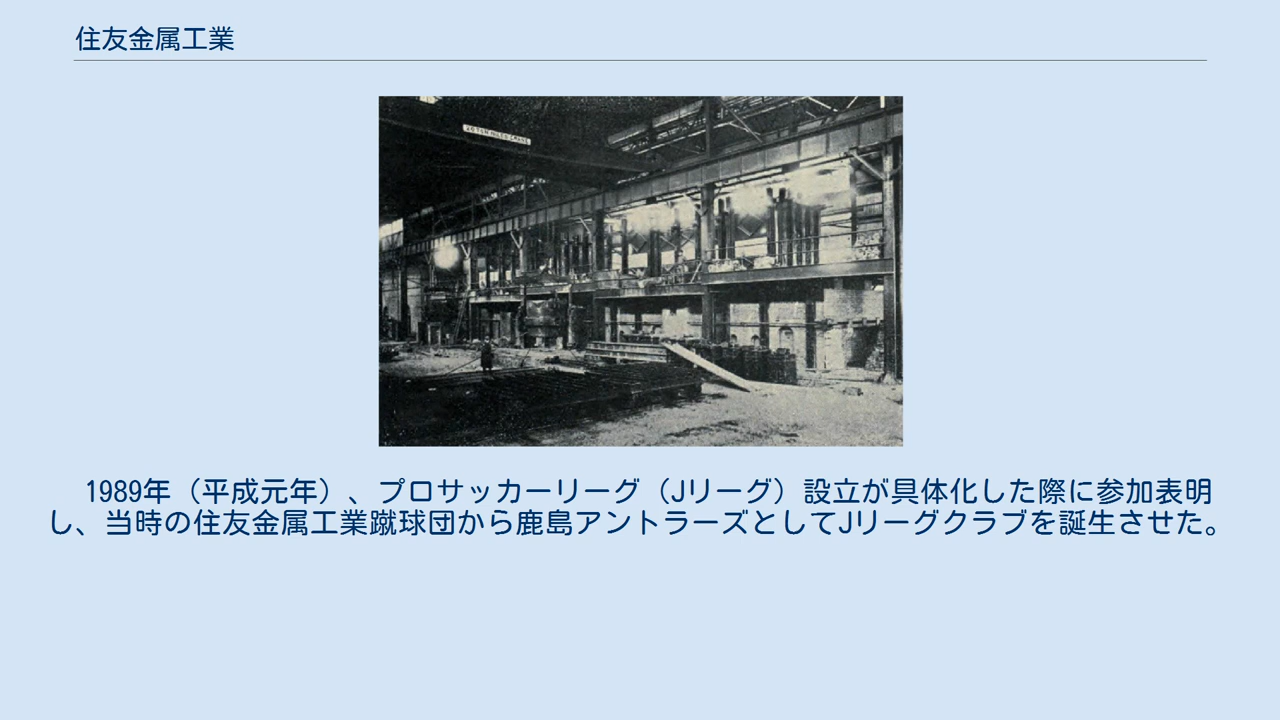 住友金属工業
1989年（平成元年）、プロサッカーリーグ（Jリーグ）設立が具体化した際に参加表明
し、当時の住友金属工業蹴球団から鹿島アントラーズとしてJリーグクラブを誕生させた。